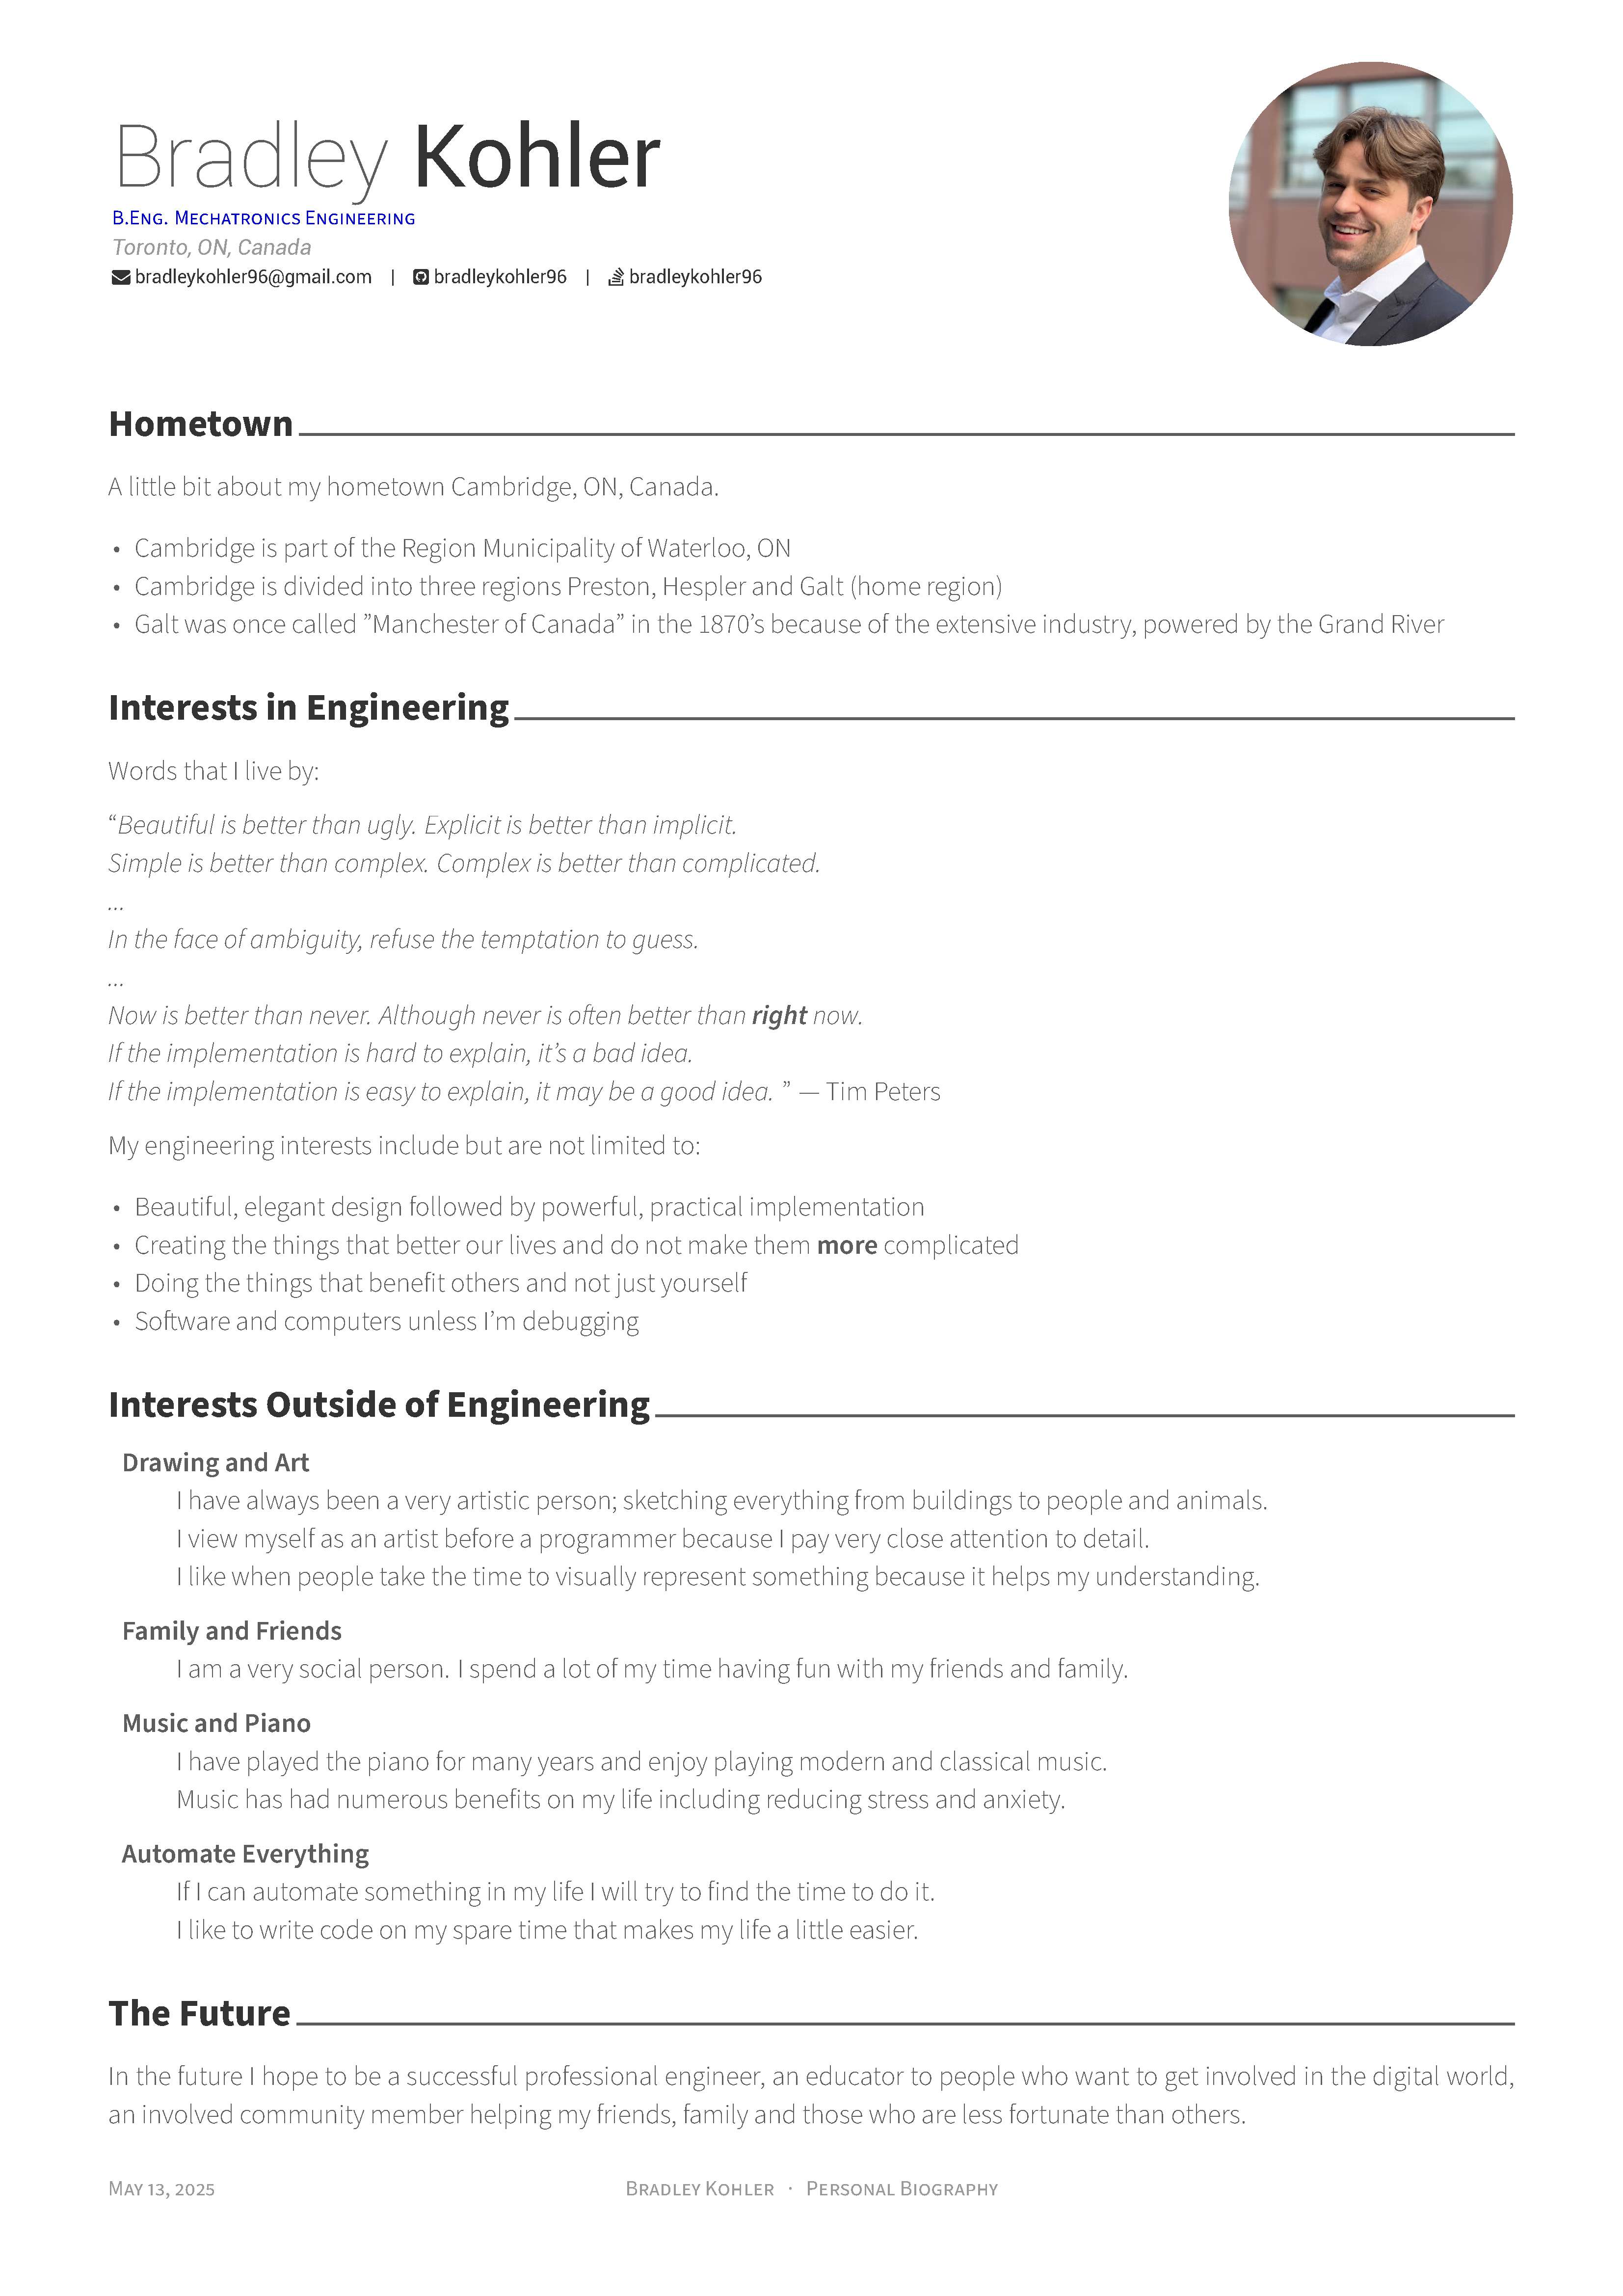 Bradley Kohler
B.Eng. Mechatronics Engineering
Toronto, ON, Canada
bradleykohler96@gmail.com | bradleykohler96 | bradleykohler96
Hometown
A little bit about my hometown Cambridge, ON, Canada.
• Cambridge is part of the Region Municipality of Waterloo, ON
• Cambridge is divided into three regions Preston, Hespler and Galt (home region)
• Galt was once called ”Manchester of Canada” in the 1870’s because of the extensive industry, powered by the Grand River
Interests in Engineering
Words that I live by:
“Beautiful is better than ugly. Explicit is better than implicit.
Simple is better than complex. Complex is better than complicated.
...
In the face of ambiguity, refuse the temptation to guess.
...
Now is better than never. Although never is often better than right now.
If the implementation is hard to explain, it’s a bad idea.
If the implementation is easy to explain, it may be a good idea. ” — Tim Peters
My engineering interests include but are not limited to:
• Beautiful, elegant design followed by powerful, practical implementation
• Creating the things that better our lives and do not make them more complicated
• Doing the things that benefit others and not just yourself
• Software and computers unless I’m debugging
Interests Outside of Engineering
Drawing and Art
I have always been a very artistic person; sketching everything from buildings to people and animals.
I view myself as an artist before a programmer because I pay very close attention to detail.
I like when people take the time to visually represent something because it helps my understanding.
Family and Friends
I am a very social person. I spend a lot of my time having fun with my friends and family.
Music and Piano
I have played the piano for many years and enjoy playing modern and classical music.
Music has had numerous benefits on my life including reducing stress and anxiety.
Automate Everything
If I can automate something in my life I will try to find the time to do it.
I like to write code on my spare time that makes my life a little easier.
The Future
In the future I hope to be a successful professional engineer, an educator to people who want to get involved in the digital world,
an involved community member helping my friends, family and those who are less fortunate than others.
May 13, 2025 Bradley Kohler · Personal Biography